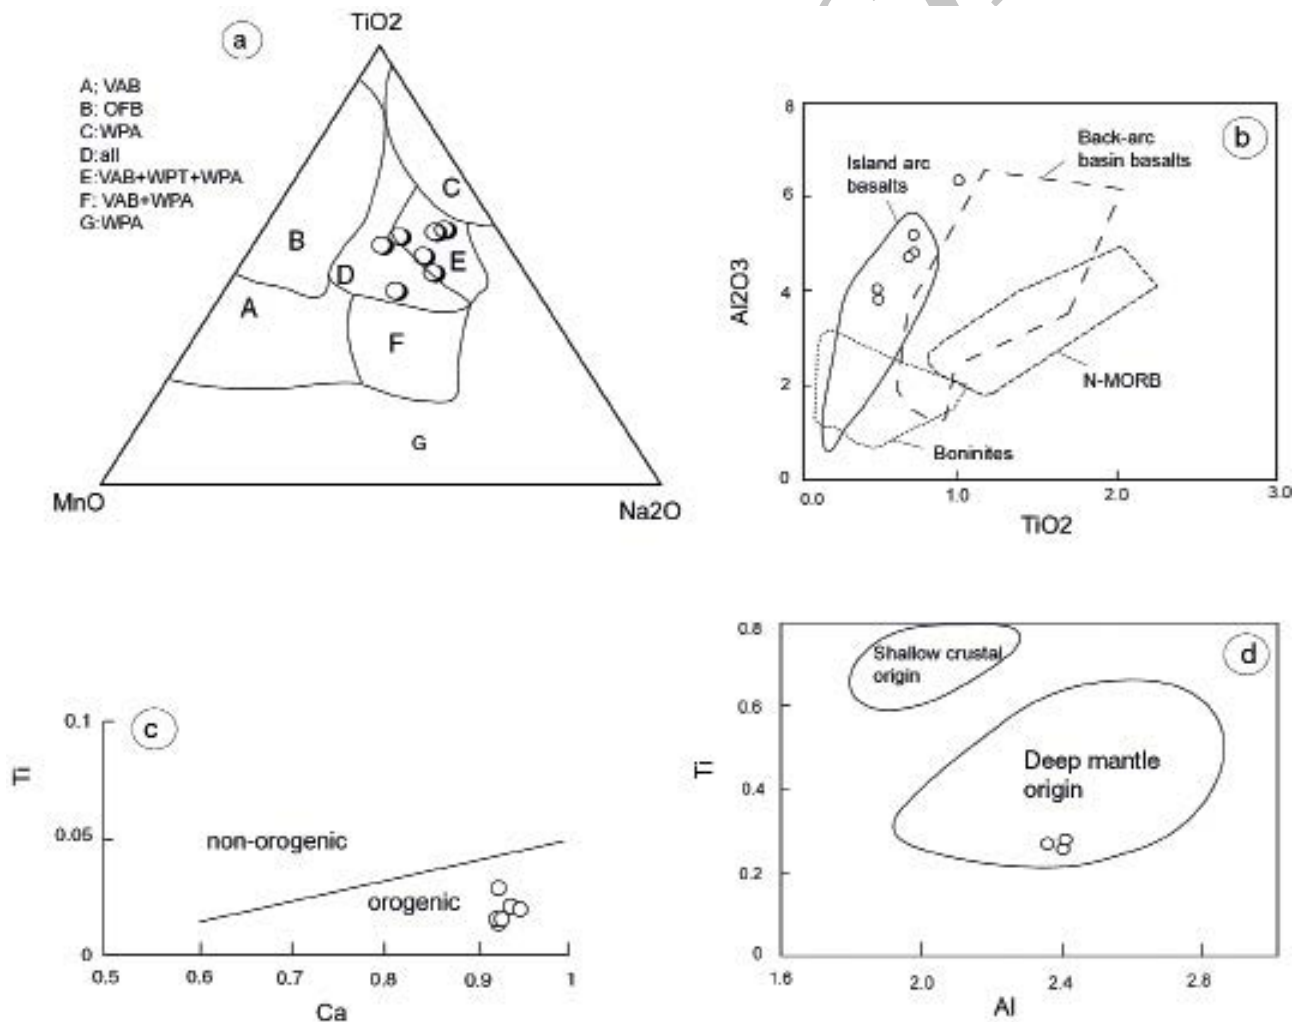 a
TiO2
A; VAB
B: OFB
C:WPA
D:all
E:VAB+WPT+WPA
F: VAB+WPA
G:WPA
C
B
D
E
A
F
G
MnO
Na2O
b
8
6
4
2
0
Al2O3
Island arc
basalts
Back-arc
basin basalts
N-MORB
Boninites
0.0
1.0
2.0
3.0
TiO2
c
0.1
0.05
0
Ti
non-orogenic
orogenic
0.5
0.6
0.7
0.8
0.9
1
Ca
d
0.8
0.6
0.4
0.2
0
Ti
Shallow crustal
origin
Deep mantle
origin
1.6
2.0
2.4
2.8
Al